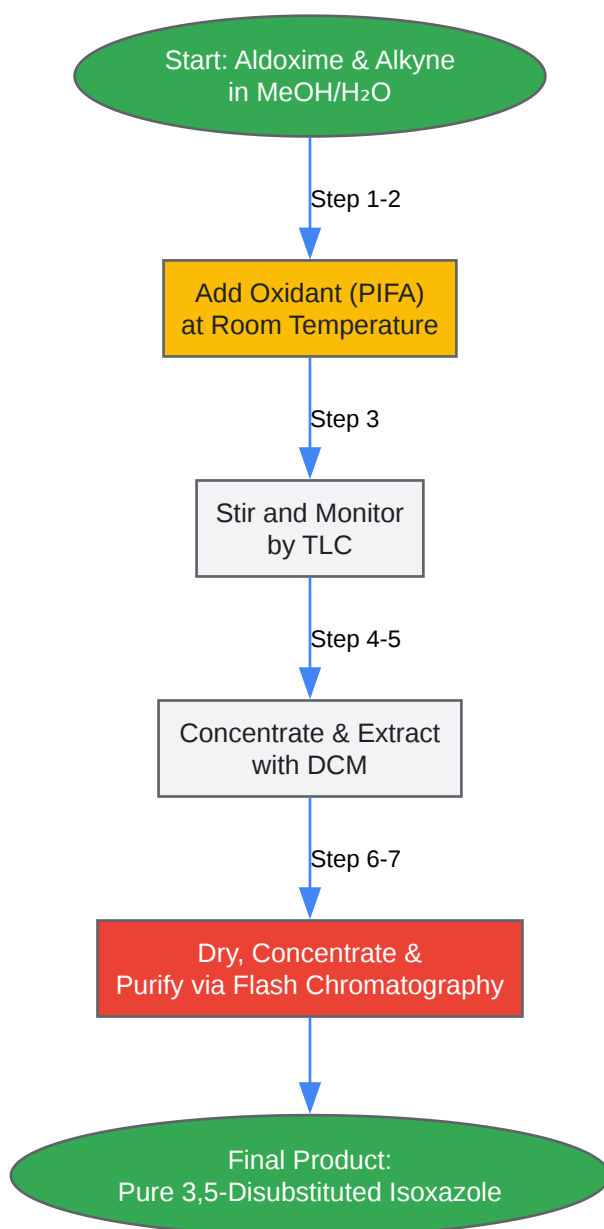 Start: Aldoxime & Alkyne
in MeOH/H₂O
Step 1-2
Add Oxidant (PIFA)
at Room Temperature
Step 3
Stir and Monitor
by TLC
Step 4-5
Concentrate & Extract
with DCM
Step 6-7
Dry, Concentrate &
Purify via Flash Chromatography
Final Product:
Pure 3,5-Disubstituted Isoxazole